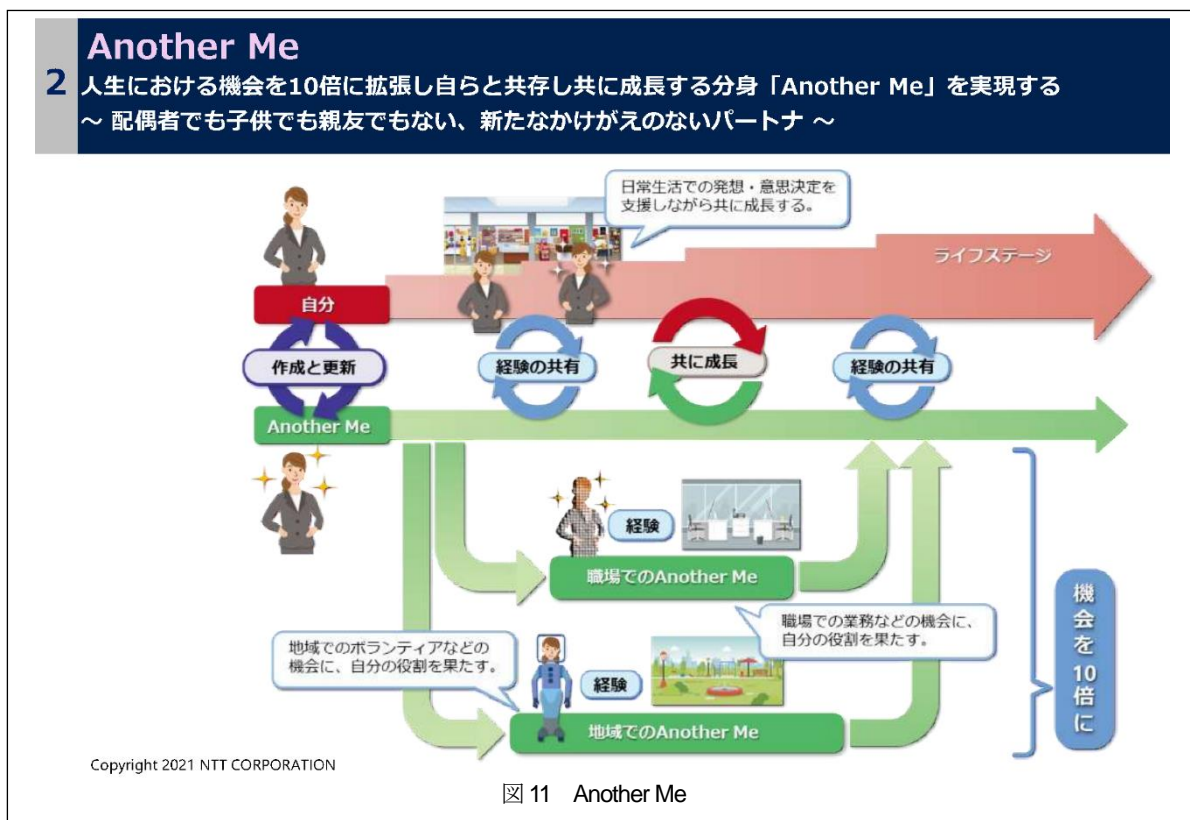 Another Me
2
人生における機会を10倍に拡張し自らと共存し共に成長する分身「Another Me」を実現する
～ 配偶者でも子供でも親友でもない、新たなかけがえのないパートナ ～
日常生活での発想・意思決定を
支援しながら共に成長する。
ライフステージ
自分
作成と更新
経験の共有
共に成長
経験の共有
Another Me
経験
職場でのAnother Me
職場での業務などの機会に、
自分の役割を果たす。
地域でのボランティアなどの
機会に、自分の役割を果たす。
経験
地域でのAnother Me
機会を10倍に
Copyright 2021 NTT CORPORATION
図 11 Another Me